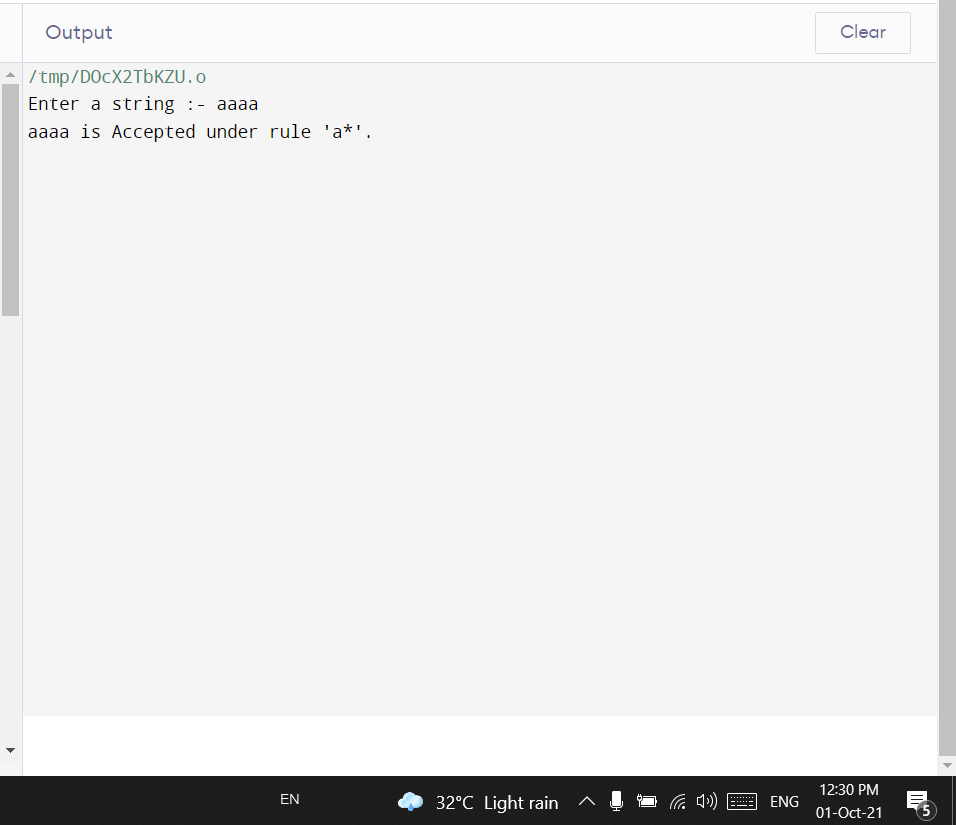 Output
Clear
/tmp/DOcX2TbKZU.o
Enter a string :- aaaa
aaaa is Accepted under rule 'a*'.
EN
32°C Light rain
ENG
12:30 PM
01-Oct-21
5